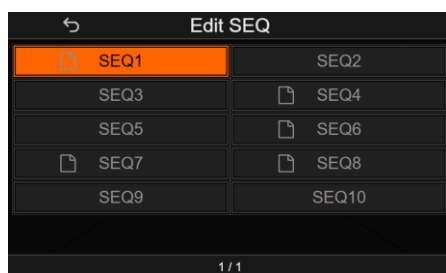 Edit SEQ
SEQ1 SEQ2
SEQ3 SEQ4
SEQ5 SEQ6
SEQ7 SEQ8
SEQ9 SEQ10
1 / 1